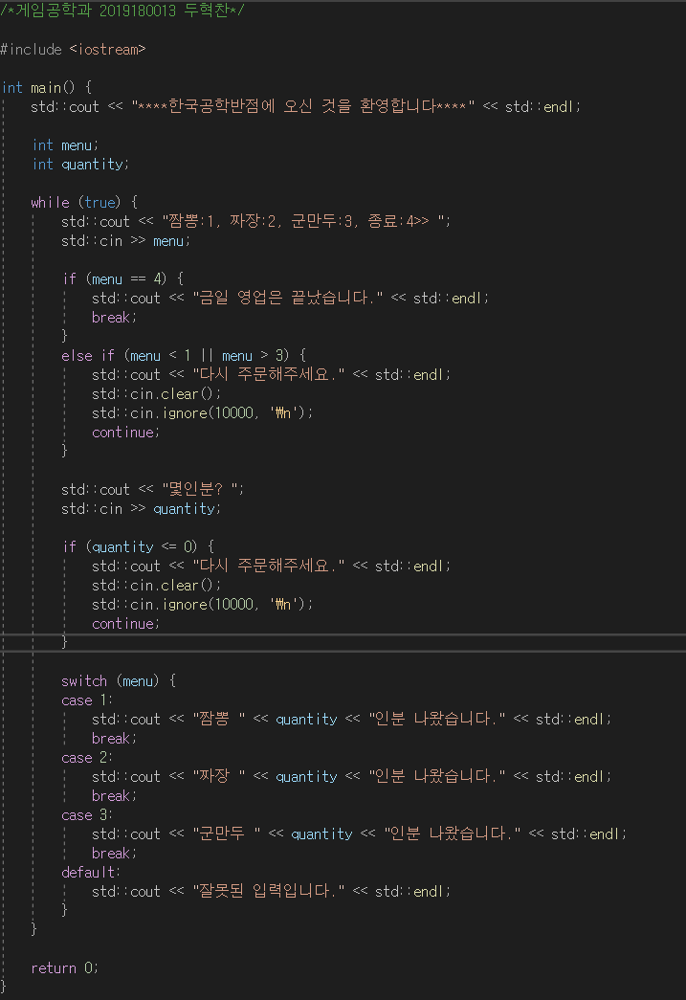 /*게임공학과 2019180013 두혁찬*/
#include <iostream>
int main() {
std::cout << "****한국공학반점에 오신 것을 환영합니다****" << std::endl;
int menu;
int quantity;
while (true) {
std::cout << "짬뽕:1, 짜장:2, 군만두:3, 종료:4>> ";
std::cin >> menu;
if (menu == 4) {
std::cout << "금일 영업은 끝났습니다." << std::endl;
break;
}
else if (menu < 1 || menu > 3) {
std::cout << "다시 주문해주세요." << std::endl;
std::cin.clear();
std::cin.ignore(10000, '₩n');
continue;
}
std::cout << "몇인분? ";
std::cin >> quantity;
if (quantity <= 0) {
std::cout << "다시 주문해주세요." << std::endl;
std::cin.clear();
std::cin.ignore(10000, '₩n');
continue;
}
switch (menu) {
case 1:
std::cout << "짬뽕 " << quantity << "인분 나왔습니다." << std::endl;
break;
case 2:
std::cout << "짜장 " << quantity << "인분 나왔습니다." << std::endl;
break;
case 3:
std::cout << "군만두 " << quantity << "인분 나왔습니다." << std::endl;
break;
default:
std::cout << "잘못된 입력입니다." << std::endl;
}
}
return 0;
}